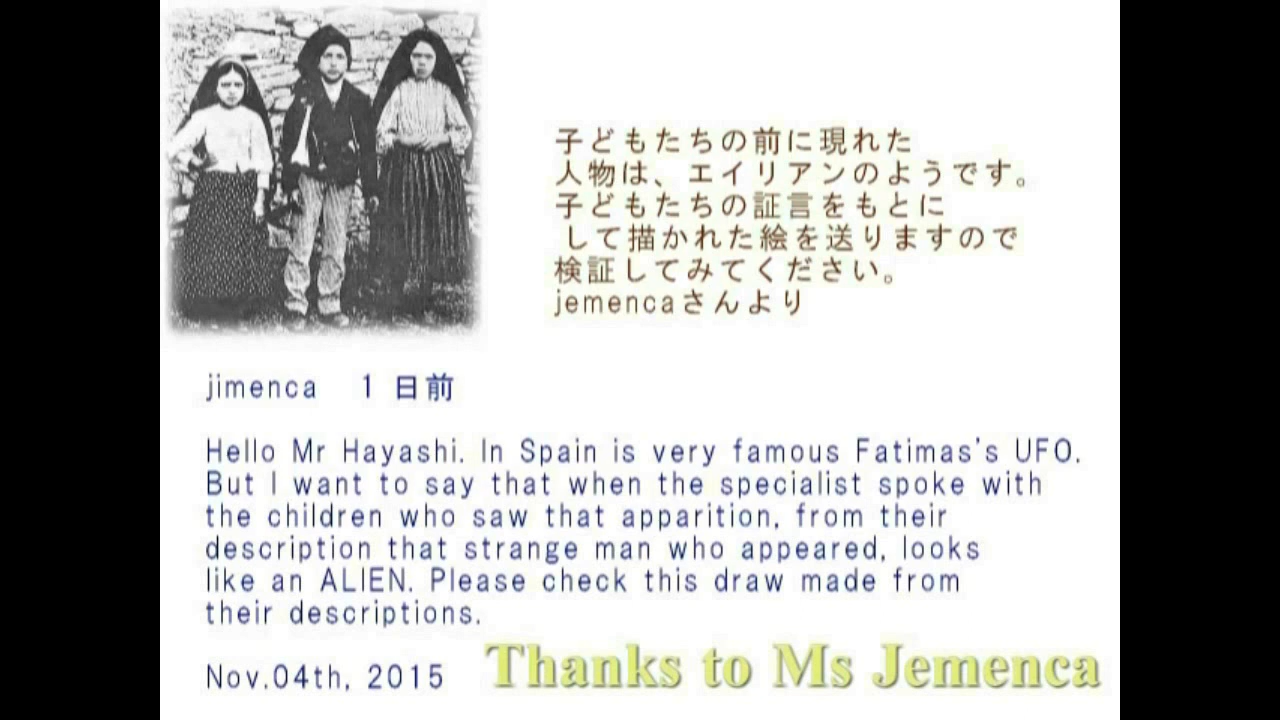 子どもたちの前に現れた
人物は、エイリアンのようです。
子どもたちの証言をもとに
して描かれた絵を送りますので
検証してみてください。
jemencaさんより
jimenca 1 日前
Hello Mr Hayashi. In Spain is very famous Fatimas's UFO.
But I want to say that when the specialist spoke with
the children who saw that apparition, from their
description that strange man who appeared, looks
like an ALIEN. Please check this draw made from
their descriptions.
Nov.04th, 2015
Thanks to Ms Jemenca